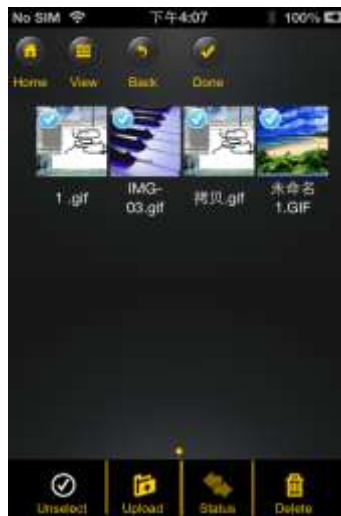 No SIM 下午4:07 100%
Home View Back Done
1 .gif IMG-03.gif 拷贝.gif 未命名1.GIF
Unselect Upload Status Delete